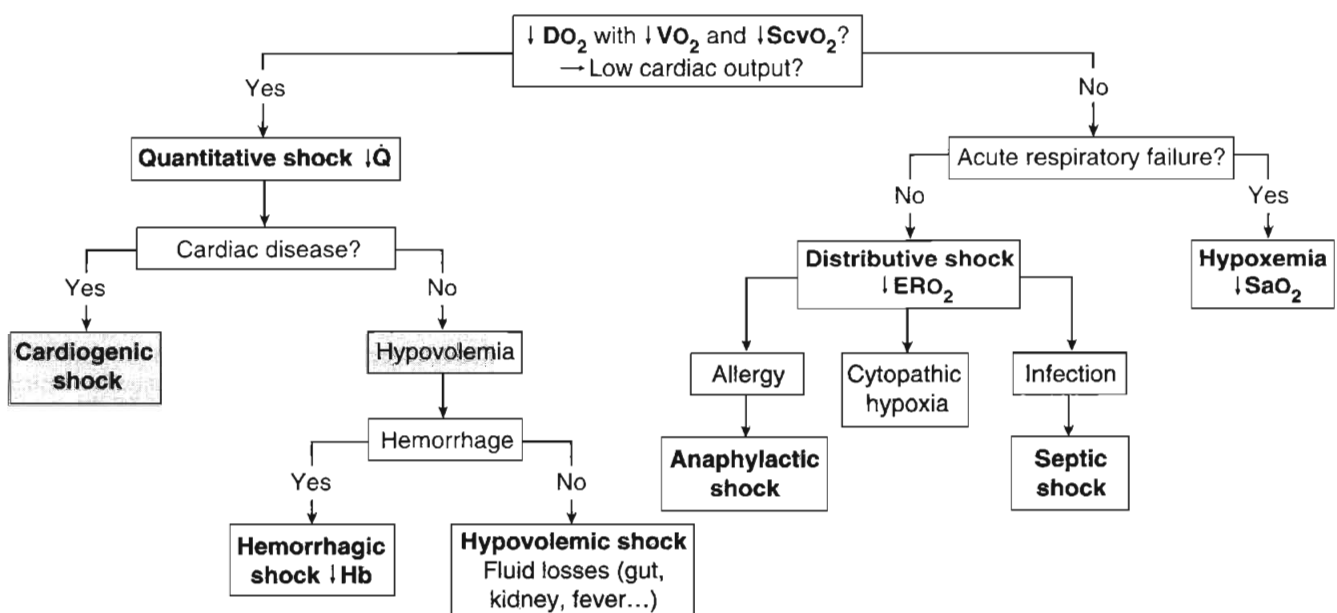 ↓ DO₂ with ↓ VO₂ and ↓ScvO₂?
→ Low cardiac output?
Yes
No
Quantitative shock ↓Q̇
Acute respiratory failure?
No
Yes
Cardiac disease?
Distributive shock
↓ERO₂
Hypoxemia
↓SaO₂
Yes
No
Cardiogenic
shock
Hypovolemia
Allergy
Cytopathic
hypoxia
Infection
Hemorrhage
Anaphylactic
shock
Septic
shock
Yes
No
Hemorrhagic
shock ↓Hb
Hypovolemic shock
Fluid losses (gut,
kidney, fever...)